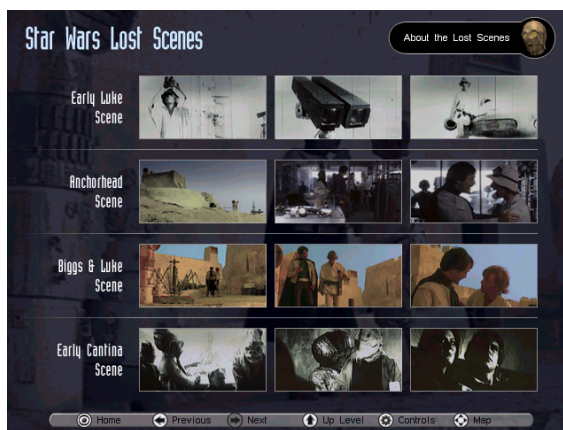 Star Wars Lost Scenes
About the Lost Scenes
Early Luke
Scene
Anchorhead
Scene
Biggs & Luke
Scene
Early Cantina
Scene
Home Previous Next Up Level Controls Map